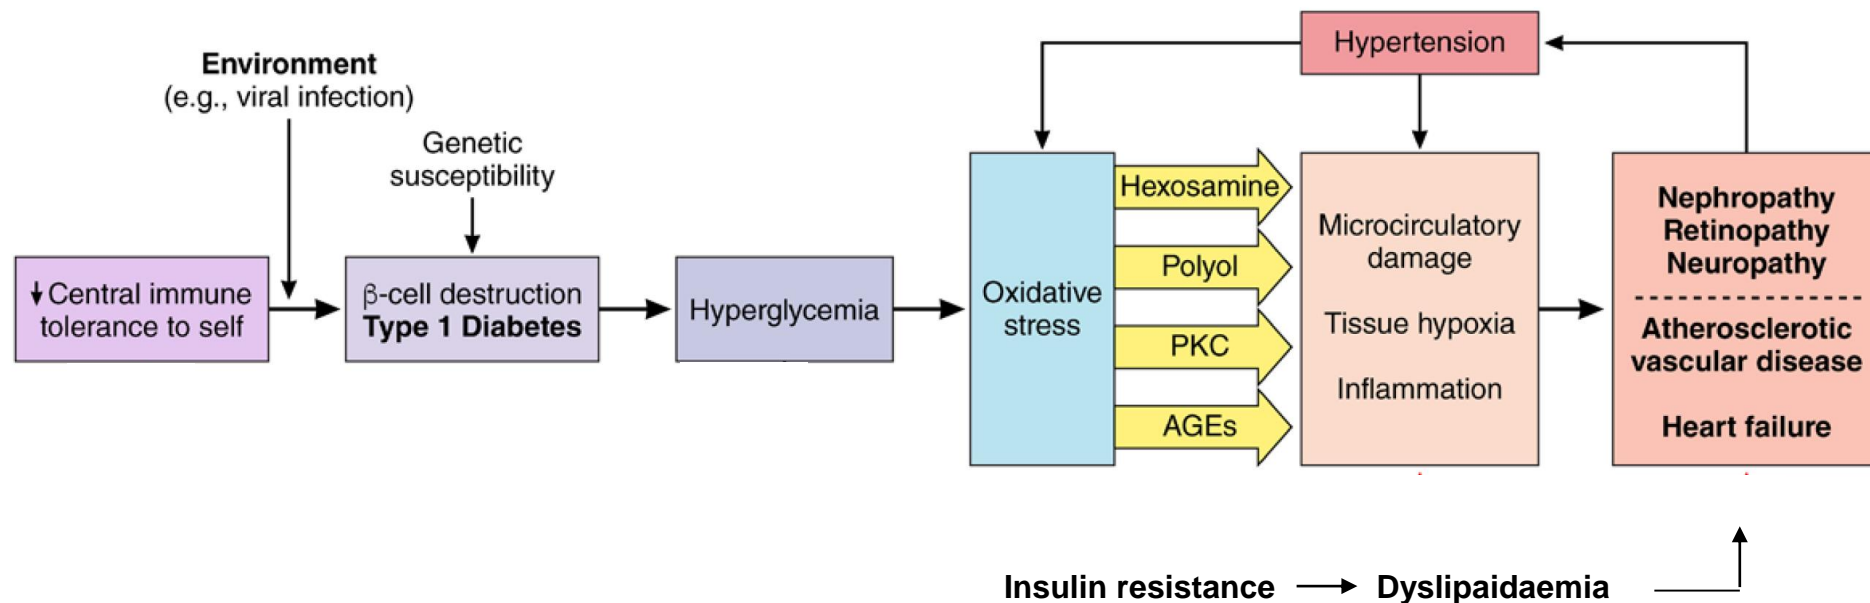 Environment
(e.g., viral infection)
Genetic
susceptibility
↓ Central immune
tolerance to self
β-cell destruction
Type 1 Diabetes
Hyperglycemia
Oxidative
stress
Hexosamine
Polyol
PKC
AGEs
Hypertension
Microcirculatory
damage
Tissue hypoxia
Inflammation
Nephropathy
Retinopathy
Neuropathy
Atherosclerotic
vascular disease
Heart failure
Insulin resistance
Dyslipaidaemia